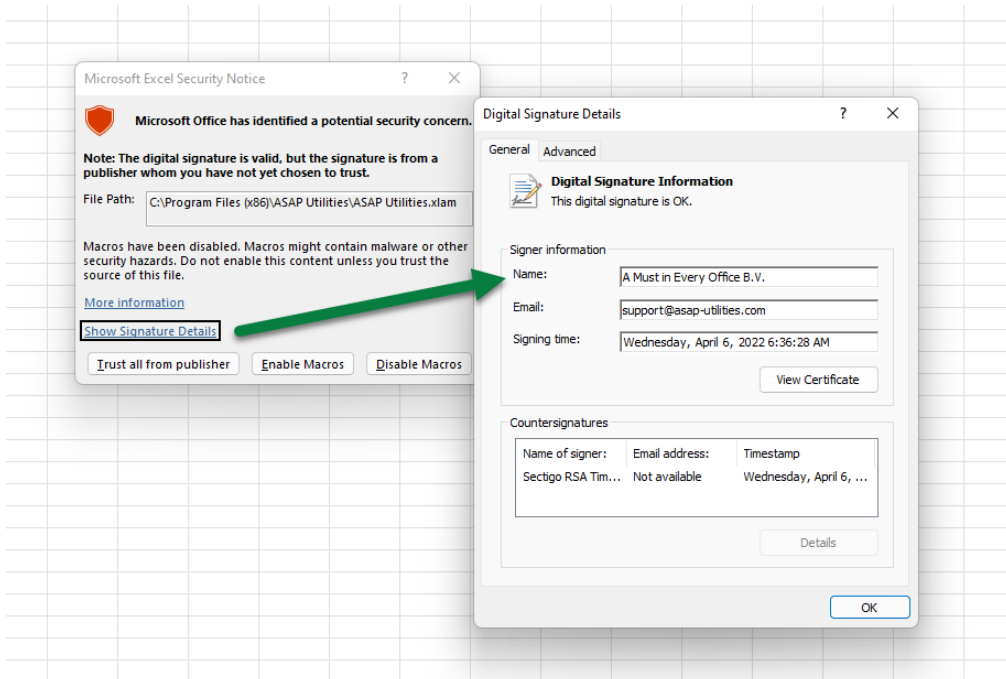 Microsoft Excel Security Notice
?
Microsoft Office has identified a potential security concern.
Note: The digital signature is valid, but the signature is from a
publisher whom you have not yet chosen to trust.
File Path:
C:\Program Files (x86)\ASAP Utilities\ASAP Utilities.xlam
Macros have been disabled. Macros might contain malware or other
security hazards. Do not enable this content unless you trust the
source of this file.
More information
Show Signature Details
Trust all from publisher
Enable Macros
Disable Macros
Digital Signature Details
?
General
Advanced
Digital Signature Information
This digital signature is OK.
Signer information
Name:
A Must in Every Office B.V.
Email:
support@asap-utilities.com
Signing time:
Wednesday, April 6, 2022 6:36:28 AM
View Certificate
Countersignatures
Name of signer: Email address: Timestamp
Sectigo RSA Tim... Not available Wednesday, April 6, ...
Details
OK